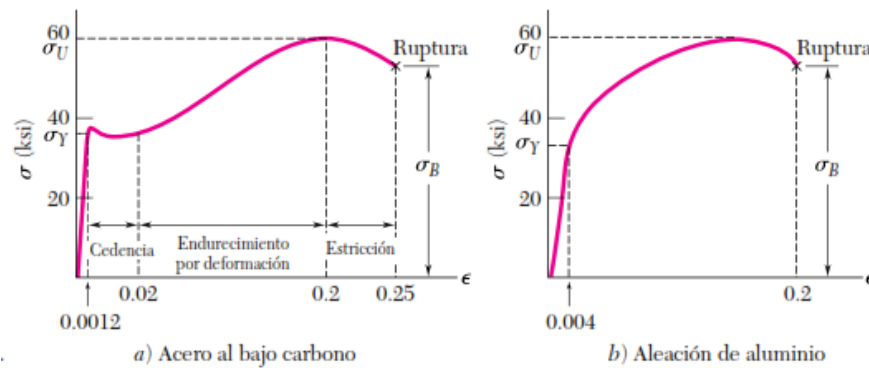 60
σU
40
σY
20
σ (ksi)
Ruptura
σB
Cedencia
Endurecimiento
por deformación
Estricción
ϵ
0.02
0.2
0.25
0.0012
a) Acero al bajo carbono
60
σU
40
σY
20
σ (ksi)
Ruptura
σB
ϵ
0.2
0.004
b) Aleación de aluminio